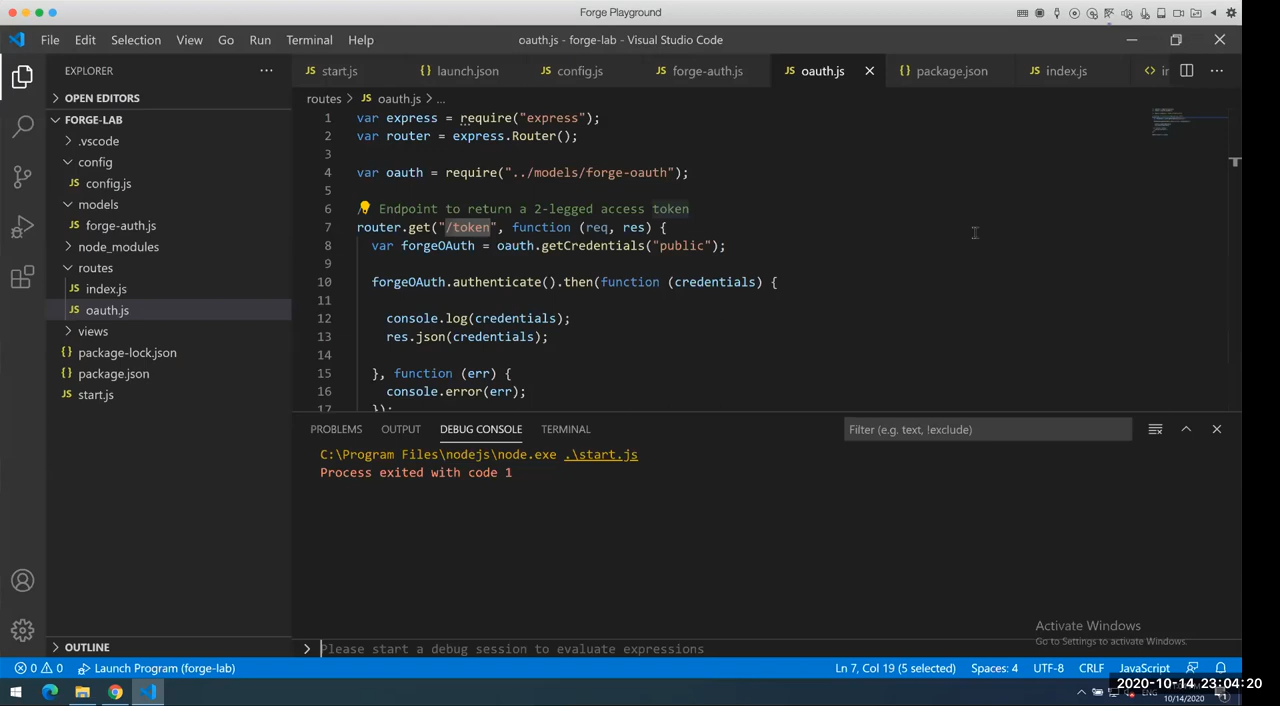 Forge Playground
File Edit Selection View Go Run Terminal Help
oauth.js - forge-lab - Visual Studio Code
EXPLORER
JS start.js
{} launch.json
JS config.js
JS forge-auth.js
JS oauth.js
{} package.json
JS index.js
<> in
OPEN EDITORS
FORGE-LAB
.vscode
config
JS config.js
models
JS forge-auth.js
node_modules
routes
JS index.js
JS oauth.js
views
{} package-lock.json
{} package.json
JS start.js
OUTLINE
routes > JS oauth.js > ...
1 var express = require("express");
2 var router = express.Router();
3
4 var oauth = require("../models/forge-oauth");
5
6 Endpoint to return a 2-legged access token
7 router.get("/token", function (req, res) {
8 var forgeOAuth = oauth.getCredentials("public");
9
10 forgeOAuth.authenticate().then(function (credentials) {
11
12 console.log(credentials);
13 res.json(credentials);
14
15 }, function (err) {
16 console.error(err);
17 });
PROBLEMS OUTPUT DEBUG CONSOLE TERMINAL
Filter (e.g. text, !exclude)
C:\Program Files\nodejs\node.exe .\start.js
Process exited with code 1
Please start a debug session to evaluate expressions
Activate Windows
Go to Settings to activate Windows.
0 0 Launch Program (forge-lab)
Ln 7, Col 19 (5 selected) Spaces: 4 UTF-8 CRLF JavaScript
2020-10-14 23:04:20
ENG
10/14/2020